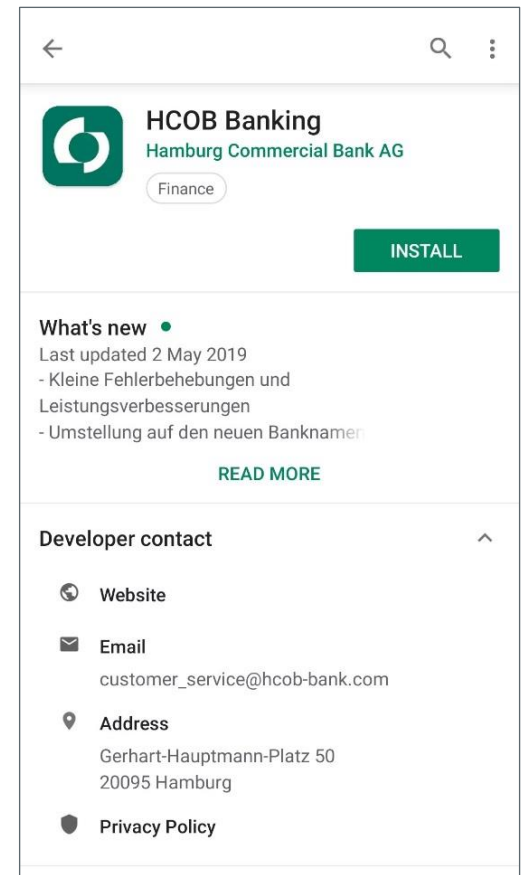 HCOB Banking
Hamburg Commercial Bank AG
Finance
INSTALL
What's new
Last updated 2 May 2019
- Kleine Fehlerbehebungen und
Leistungsverbesserungen
- Umstellung auf den neuen Banknamen
READ MORE
Developer contact
Website
Email
customer_service@hcob-bank.com
Address
Gerhart-Hauptmann-Platz 50
20095 Hamburg
Privacy Policy